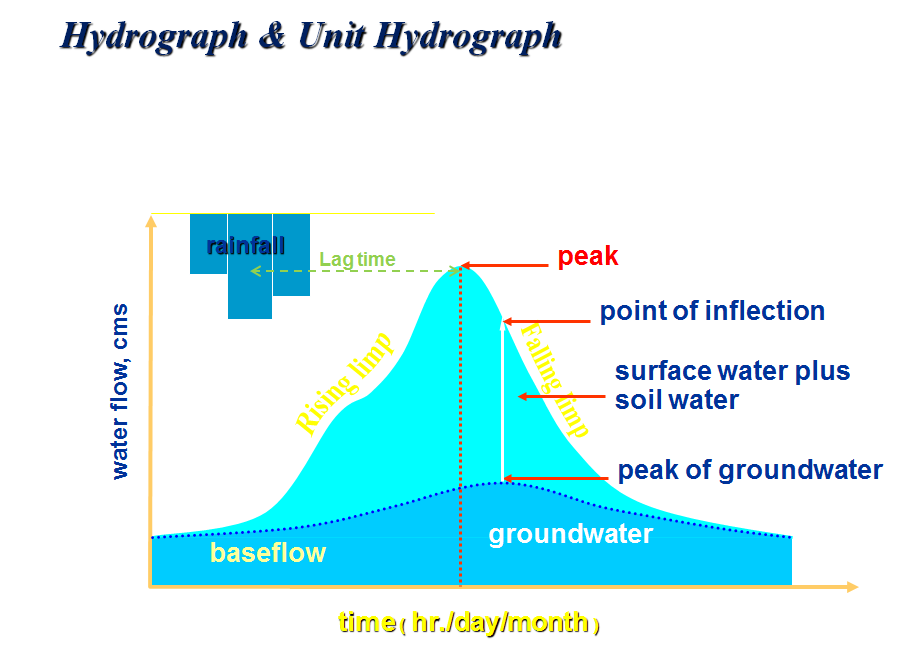 Hydrograph & Unit Hydrograph
rainfall
Lag time
peak
point of inflection
Rising limp
Falling limp
surface water plus
soil water
water flow, cms
peak of groundwater
groundwater
baseflow
time( hr./day/month )